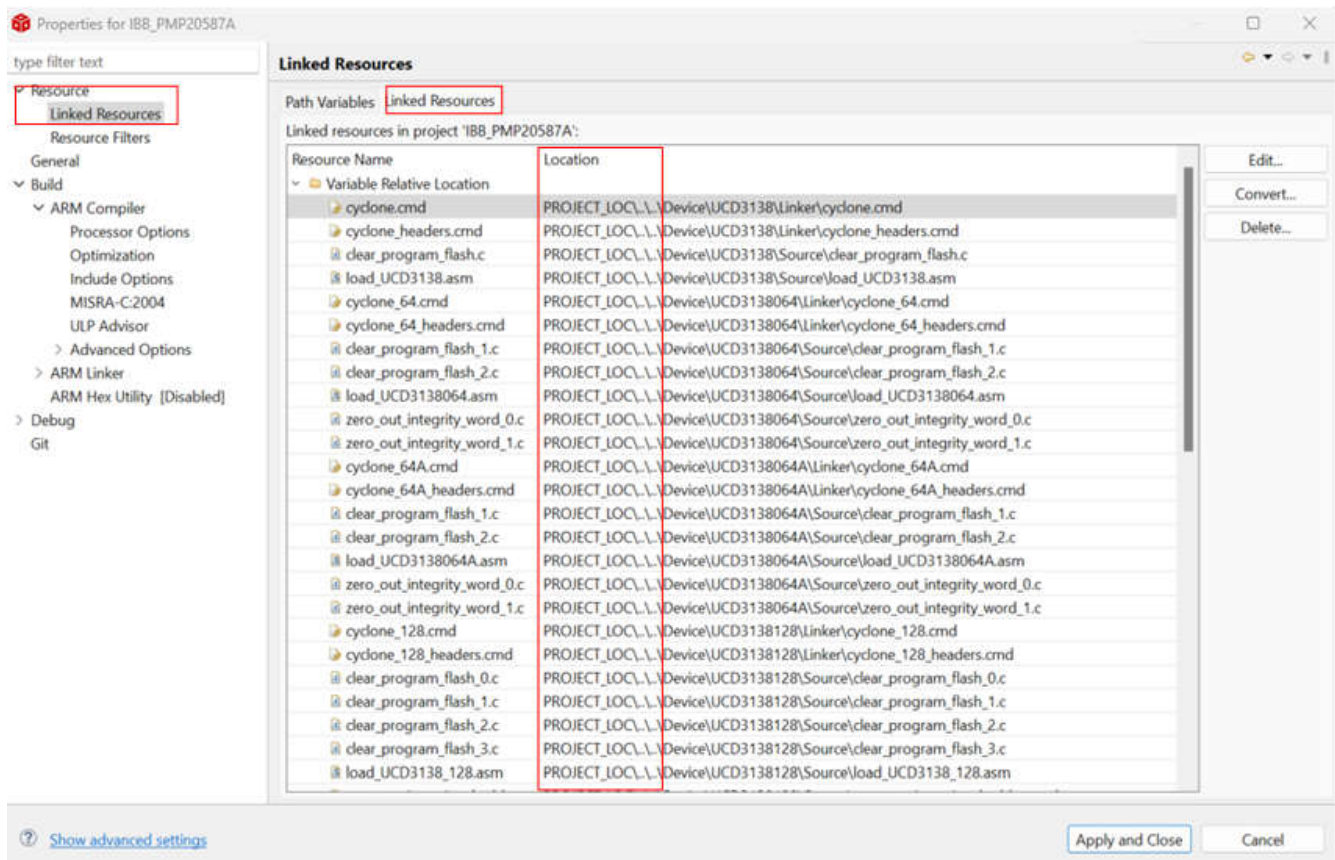 Properties for IBB_PMP20587A
type filter text
Resource
Linked Resources
Resource Filters
General
Build
ARM Compiler
Processor Options
Optimization
Include Options
MISRA-C:2004
ULP Advisor
Advanced Options
ARM Linker
ARM Hex Utility [Disabled]
Debug
Git
Linked Resources
Path Variables Linked Resources
Linked resources in project 'IBB_PMP20587A':
Resource Name Location
Variable Relative Location
cyclone.cmd PROJECT_LOC\..\..\Device\UCD3138\Linker\cyclone.cmd
cyclone_headers.cmd PROJECT_LOC\..\..\Device\UCD3138\Linker\cyclone_headers.cmd
clear_program_flash.c PROJECT_LOC\..\..\Device\UCD3138\Source\clear_program_flash.c
load_UCD3138.asm PROJECT_LOC\..\..\Device\UCD3138\Source\load_UCD3138.asm
cyclone_64.cmd PROJECT_LOC\..\..\Device\UCD3138064\Linker\cyclone_64.cmd
cyclone_64_headers.cmd PROJECT_LOC\..\..\Device\UCD3138064\Linker\cyclone_64_headers.cmd
clear_program_flash_1.c PROJECT_LOC\..\..\Device\UCD3138064\Source\clear_program_flash_1.c
clear_program_flash_2.c PROJECT_LOC\..\..\Device\UCD3138064\Source\clear_program_flash_2.c
load_UCD3138064.asm PROJECT_LOC\..\..\Device\UCD3138064\Source\load_UCD3138064.asm
zero_out_integrity_word_0.c PROJECT_LOC\..\..\Device\UCD3138064\Source\zero_out_integrity_word_0.c
zero_out_integrity_word_1.c PROJECT_LOC\..\..\Device\UCD3138064\Source\zero_out_integrity_word_1.c
cyclone_64A.cmd PROJECT_LOC\..\..\Device\UCD3138064A\Linker\cyclone_64A.cmd
cyclone_64A_headers.cmd PROJECT_LOC\..\..\Device\UCD3138064A\Linker\cyclone_64A_headers.cmd
clear_program_flash_1.c PROJECT_LOC\..\..\Device\UCD3138064A\Source\clear_program_flash_1.c
clear_program_flash_2.c PROJECT_LOC\..\..\Device\UCD3138064A\Source\clear_program_flash_2.c
load_UCD3138064A.asm PROJECT_LOC\..\..\Device\UCD3138064A\Source\load_UCD3138064A.asm
zero_out_integrity_word_0.c PROJECT_LOC\..\..\Device\UCD3138064A\Source\zero_out_integrity_word_0.c
zero_out_integrity_word_1.c PROJECT_LOC\..\..\Device\UCD3138064A\Source\zero_out_integrity_word_1.c
cyclone_128.cmd PROJECT_LOC\..\..\Device\UCD3138128\Linker\cyclone_128.cmd
cyclone_128_headers.cmd PROJECT_LOC\..\..\Device\UCD3138128\Linker\cyclone_128_headers.cmd
clear_program_flash_0.c PROJECT_LOC\..\..\Device\UCD3138128\Source\clear_program_flash_0.c
clear_program_flash_1.c PROJECT_LOC\..\..\Device\UCD3138128\Source\clear_program_flash_1.c
clear_program_flash_2.c PROJECT_LOC\..\..\Device\UCD3138128\Source\clear_program_flash_2.c
clear_program_flash_3.c PROJECT_LOC\..\..\Device\UCD3138128\Source\clear_program_flash_3.c
load_UCD3138_128.asm PROJECT_LOC\..\..\Device\UCD3138128\Source\load_UCD3138_128.asm
Edit...
Convert...
Delete...
Show advanced settings
Apply and Close
Cancel